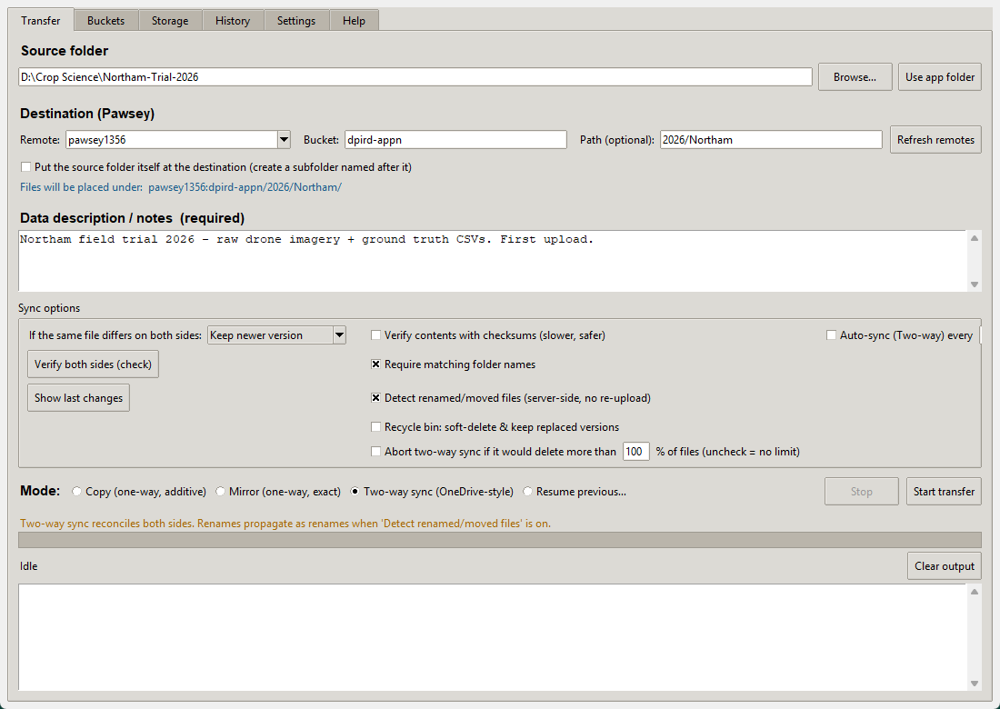 Transfer Buckets Storage History Settings Help
Source folder
D:\Crop Science\Northam-Trial-2026 Browse... Use app folder
Destination (Pawsey)
Remote: pawsey1356 Bucket: dpird-appn Path (optional): 2026/Northam Refresh remotes
Put the source folder itself at the destination (create a subfolder named after it)
Files will be placed under: pawsey1356:dpird-appn/2026/Northam/
Data description / notes (required)
Northam field trial 2026 - raw drone imagery + ground truth CSVs. First upload.
Sync options
If the same file differs on both sides: Keep newer version Verify contents with checksums (slower, safer) Auto-sync (Two-way) every
Verify both sides (check) Require matching folder names
Show last changes Detect renamed/moved files (server-side, no re-upload)
Recycle bin: soft-delete & keep replaced versions
Abort two-way sync if it would delete more than 100 % of files (uncheck = no limit)
Mode: Copy (one-way, additive) Mirror (one-way, exact) Two-way sync (OneDrive-style) Resume previous... Stop Start transfer
Two-way sync reconciles both sides. Renames propagate as renames when 'Detect renamed/moved files' is on.
Idle Clear output